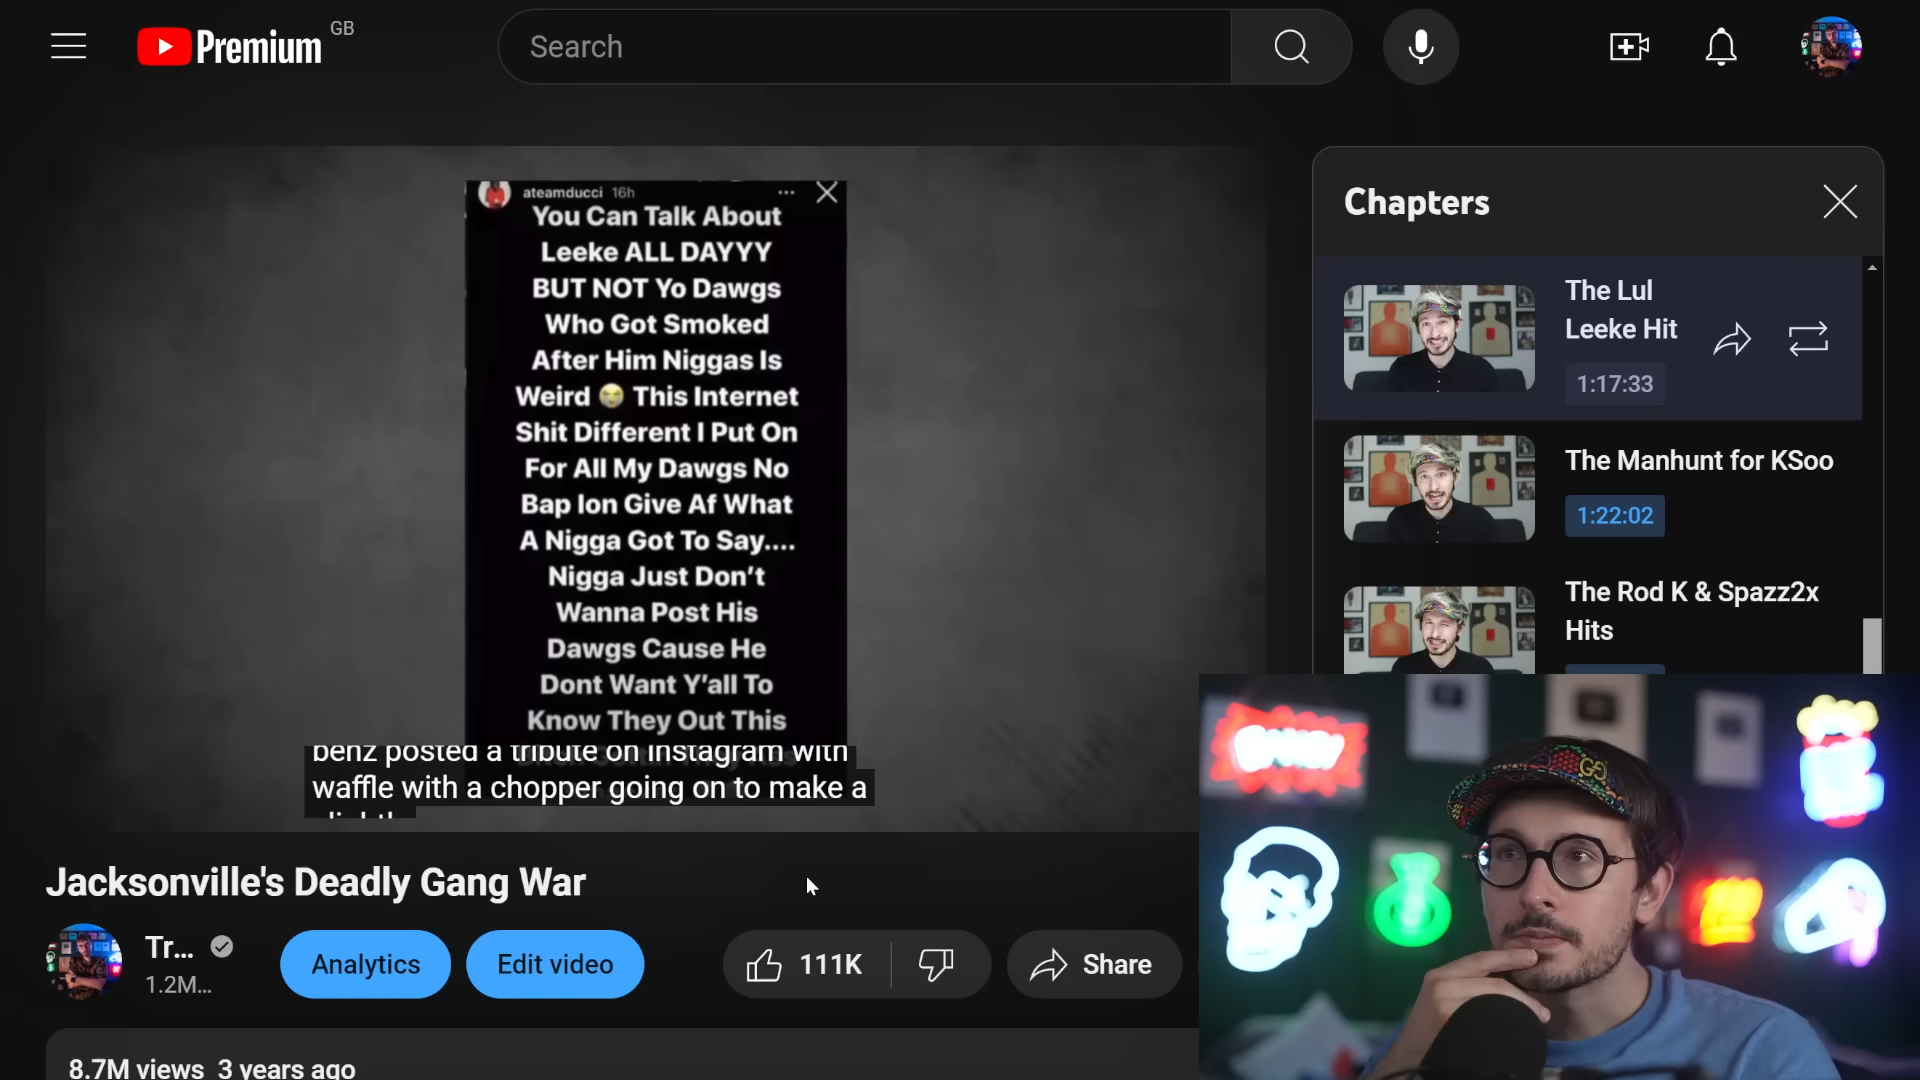 Premium GB
Search
ateamducci 16h
You Can Talk About
Leeke ALL DAYYY
BUT NOT Yo Dawgs
Who Got Smoked
After Him Niggas Is
Weird 😭 This Internet
Shit Different I Put On
For All My Dawgs No
Bap Ion Give Af What
A Nigga Got To Say....
Nigga Just Don't
Wanna Post His
Dawgs Cause He
Dont Want Y'all To
Know They Out This
benz posted a tribute on instagram with
waffle with a chopper going on to make a
Chapters
The Lul
Leeke Hit
1:17:33
The Manhunt for KSoo
1:22:02
The Rod K & Spazz2x
Hits
Jacksonville's Deadly Gang War
Tr...
1.2M...
Analytics
Edit video
111K
Share
8.7M views 3 years ago